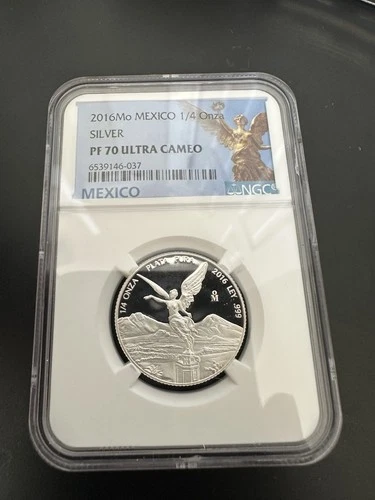 2016Mo MEXICO 1/4 Onza
SILVER
PF 70 ULTRA CAMEO
6539146-037
MEXICO
NGC
1/4 ONZA PLATA PURA 2016 LEY .999
M